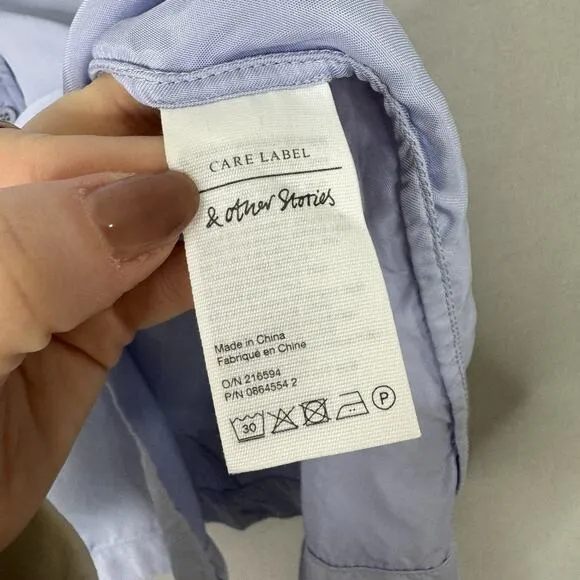 CARE LABEL
& other Stories
Made in China
Fabriqué en Chine
O/N 216594
P/N 0864554 2
30 P